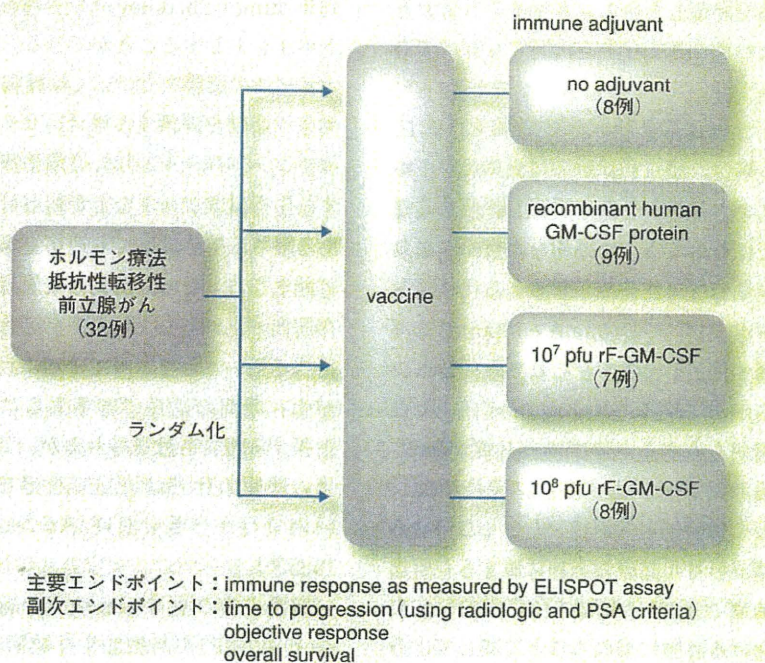 immune adjuvant
no adjuvant
(8例)
recombinant human
GM-CSF protein
(9例)
ホルモン療法
抵抗性転移性
前立腺がん
(32例)
vaccine
10⁷ pfu rF-GM-CSF
(7例)
ランダム化
10⁸ pfu rF-GM-CSF
(8例)
主要エンドポイント：immune response as measured by ELISPOT assay
副次エンドポイント：time to progression（using radiologic and PSA criteria）
objective response
overall survival